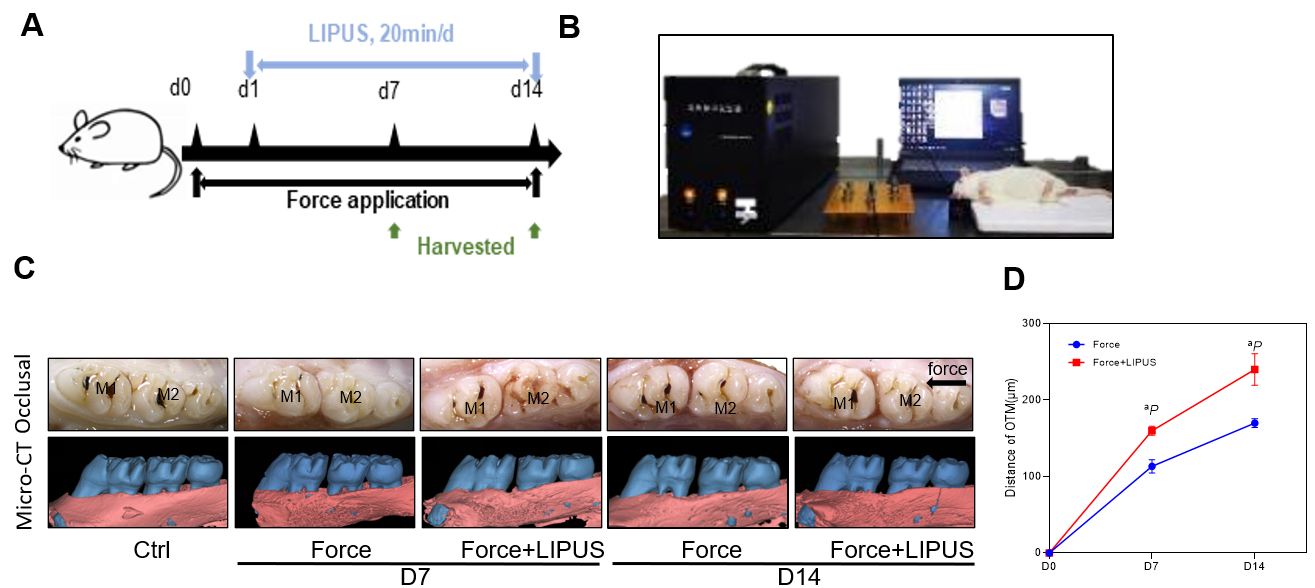 A
LIPUS, 20min/d
d0
d1
d7
d14
Force application
Harvested
B
C
Occlusal
M1
M2
M1
M2
M1
M2
M1
M2
M1
M2
force
Micro-CT
Ctrl
Force
Force+LIPUS
Force
Force+LIPUS
D7
D14
D
Distance of OTM(μm)
300
200
100
0
Force
Force+LIPUS
aP
aP
D0
D7
D14